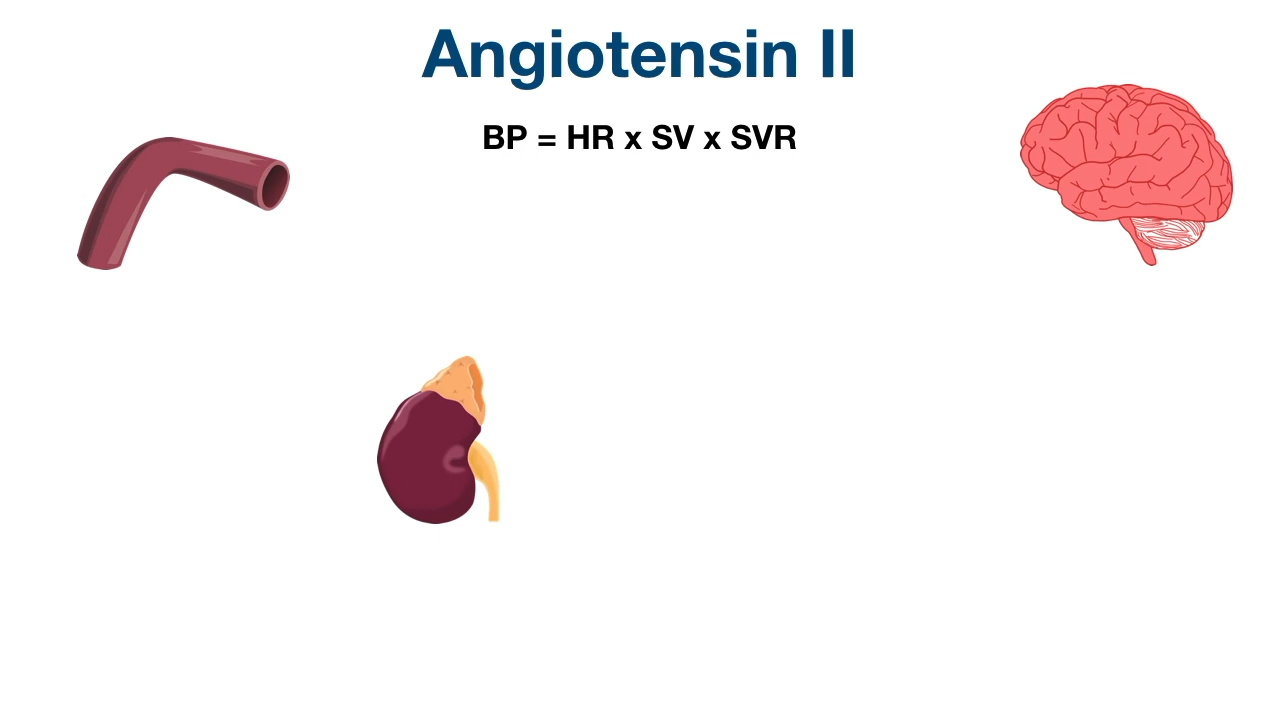 Angiotensin II
BP = HR x SV x SVR